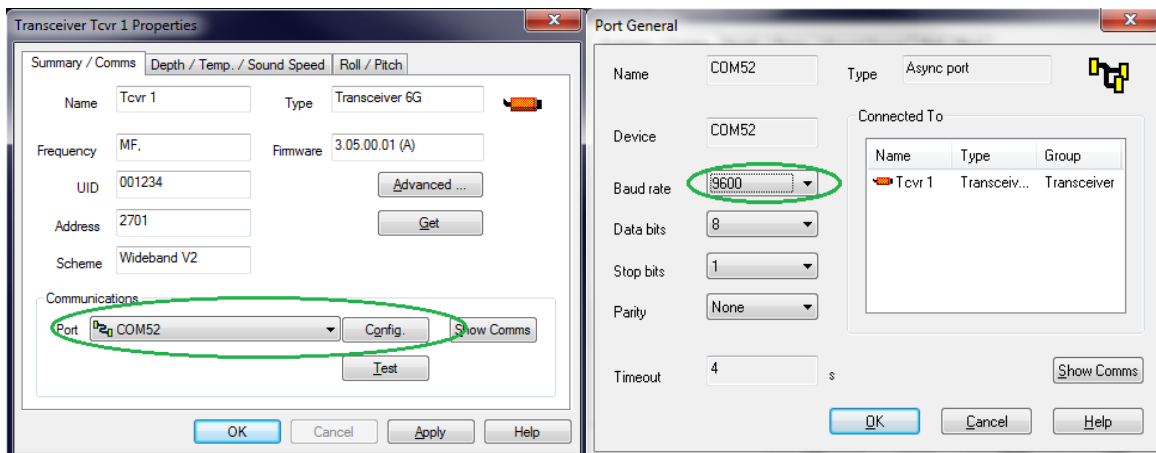 Transceiver Tcvr 1 Properties
Summary / Comms Depth / Temp. / Sound Speed Roll / Pitch
Name Tcvr 1 Type Transceiver 6G
Frequency MF. Firmware 3.05.00.01 (A)
UID 001234 Advanced ...
Address 2701 Get
Scheme Wideband V2
Communications
Port COM52 Config. Show Comms
Test
OK Cancel Apply Help
Port General
Name COM52 Type Async port
Device COM52 Connected To
Name Type Group
Baud rate 9600 Tcvr 1 Transceiv... Transceiver
Data bits 8
Stop bits 1
Parity None
Timeout 4 s Show Comms
OK Cancel Help